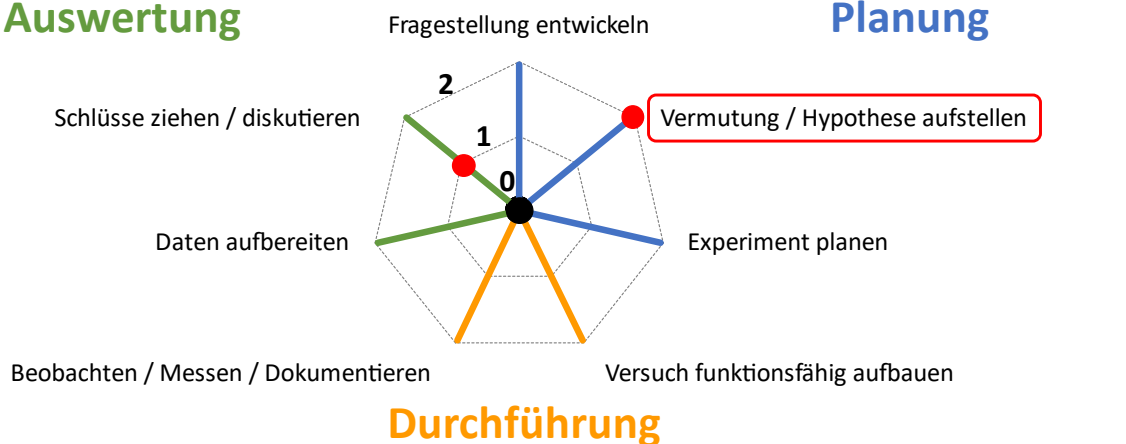 Auswertung
Planung
Fragestellung entwickeln
2
Schlüsse ziehen / diskutieren
Vermutung / Hypothese aufstellen
1
0
Daten aufbereiten
Experiment planen
Beobachten / Messen / Dokumentieren
Versuch funktionsfähig aufbauen
Durchführung